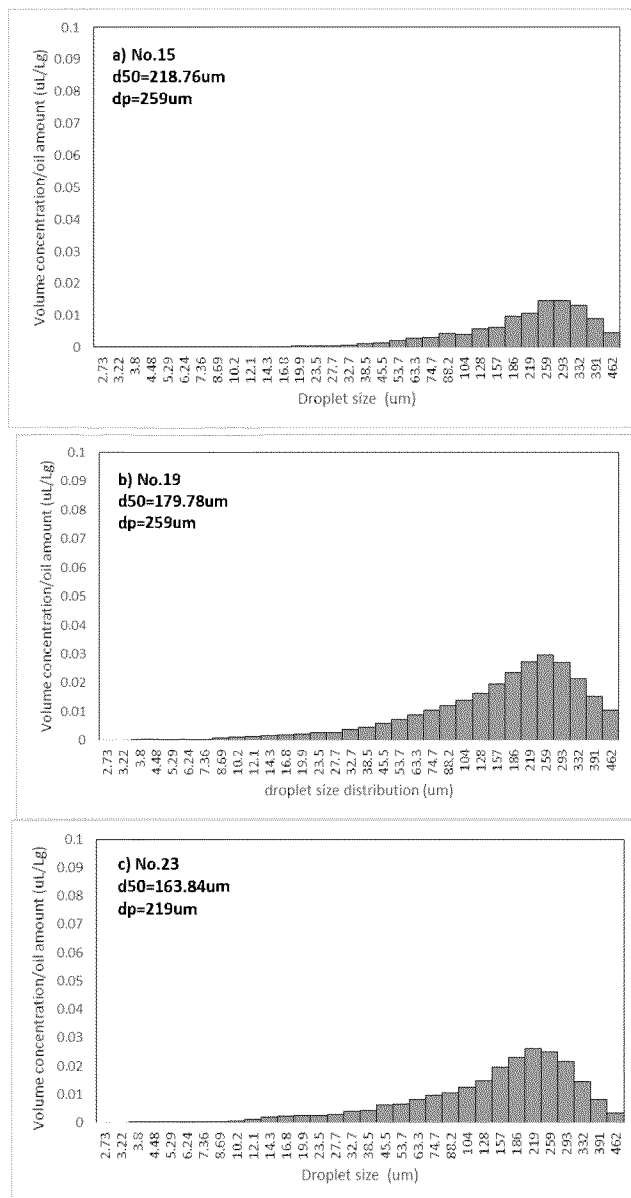 Volume concentration/oil amount (uL/Lg)
0.1
0.09
0.08
0.07
0.06
0.05
0.04
0.03
0.02
0.01
0
a) No.15
d50=218.76um
dp=259um
2.73 3.22 3.8 4.48 5.29 6.24 7.36 8.69 10.2 12.1 14.3 16.8 19.9 23.5 27.7 32.7 38.5 45.5 53.7 63.3 74.7 88.2 104 128 157 186 219 259 293 332 391 462
Droplet size (um)
Volume concentration/oil amount (uL/Lg)
0.1
0.09
0.08
0.07
0.06
0.05
0.04
0.03
0.02
0.01
0
b) No.19
d50=179.78um
dp=259um
2.73 3.22 3.8 4.48 5.29 6.24 7.36 8.69 10.2 12.1 14.3 16.8 19.9 23.5 27.7 32.7 38.5 45.5 53.7 63.3 74.7 88.2 104 128 157 186 219 259 293 332 391 462
droplet size distribution (um)
Volume concentration/oil amount (uL/Lg)
0.1
0.09
0.08
0.07
0.06
0.05
0.04
0.03
0.02
0.01
0
c) No.23
d50=163.84um
dp=219um
2.73 3.22 3.8 4.48 5.29 6.24 7.36 8.69 10.2 12.1 14.3 16.8 19.9 23.5 27.7 32.7 38.5 45.5 53.7 63.3 74.7 88.2 104 128 157 186 219 259 293 332 391 462
Droplet size (um)